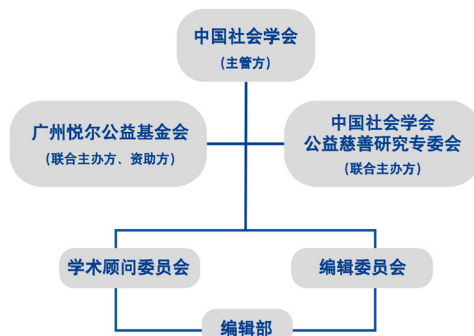 中国社会学会
(主管方)
广州悦尔公益基金会
(联合主办方、资助方)
中国社会学会
公益慈善研究专委会
(联合主办方)
学术顾问委员会
编辑委员会
编辑部